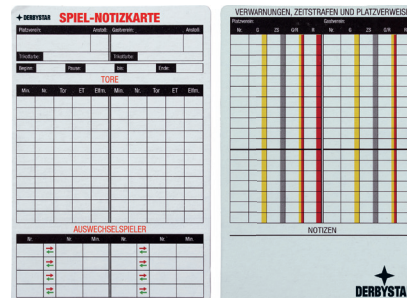 DERBYSTAR SPIEL-NOTIZKARTE
Platzverein: Anstoß Gastverein: Anstoß
Trikotfarbe: Trikotfarbe:
Beginn: Pause: bis: Ende:
TORE
Min. Nr. Tor ET Elfm. Min. Nr. Tor ET Elfm.
AUSWECHSELSPIELER
Nr. Nr. Min. Nr. Nr. Min.
VERWARNUNGEN, ZEITSTRAFEN UND PLATZVERWEIS
Platzverein: Gastverein:
Nr. G ZS G/R R Nr. G ZS G/R R
NOTIZEN
DERBYSTA